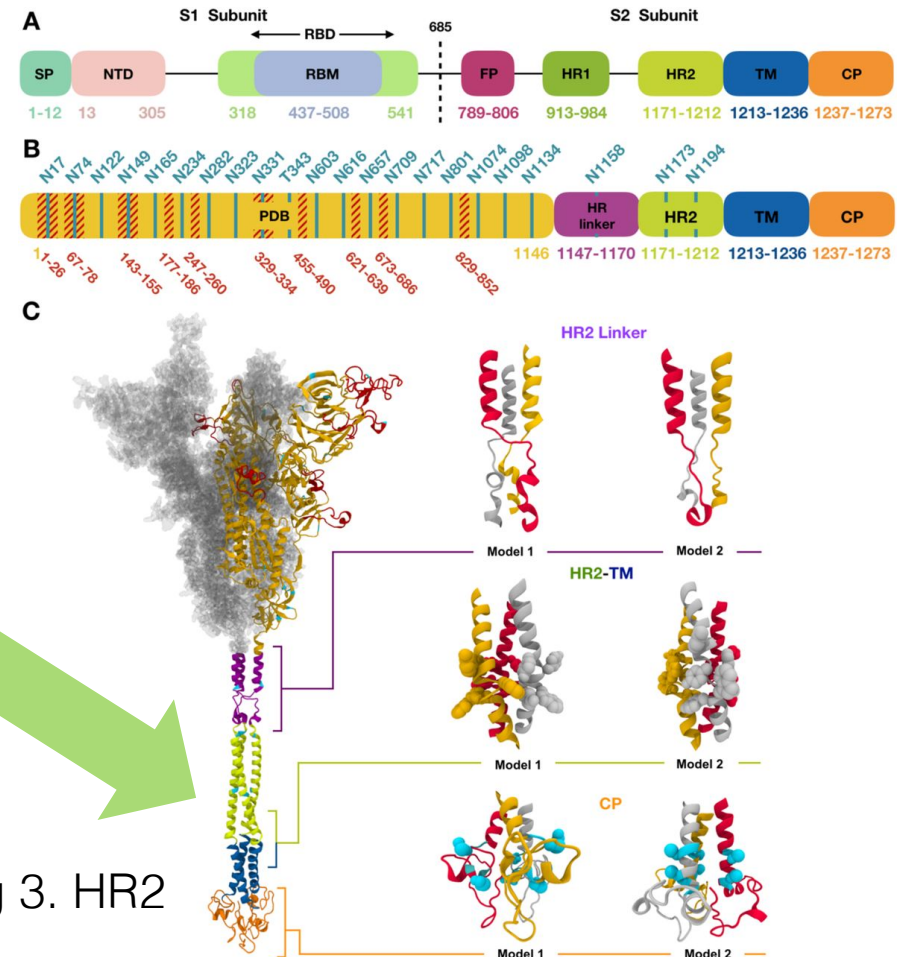 A
S1 Subunit
S2 Subunit
RBD
685
SP
NTD
RBM
FP
HR1
HR2
TM
CP
1-12
13
305
318
437-508
541
789-806
913-984
1171-1212
1213-1236
1237-1273
B
N17
N74
N122
N149
N165
N234
N282
N323
N331
T343
N603
N616
N657
N709
N717
N801
N1074
N1098
N1134
N1158
N1173
N1194
PDB
HR
linker
HR2
TM
CP
1
1146
1147-1170
1171-1212
1213-1236
1237-1273
1-26
67-78
143-155
177-186
247-260
329-334
455-490
621-639
673-686
829-852
C
HR2 Linker
Model 1
Model 2
HR2-TM
Model 1
Model 2
CP
Model 1
Model 2
3. HR2